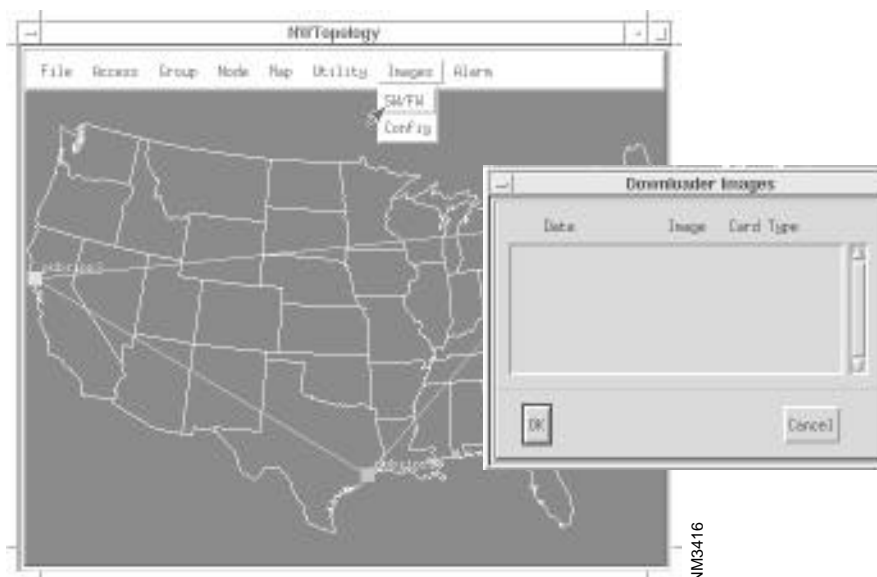 NWTopology
File Access Group Node Map Utility Images Alarm
SW/FW
Config
Downloader Images
Date Image Card Type
OK
Cancel
NM3416